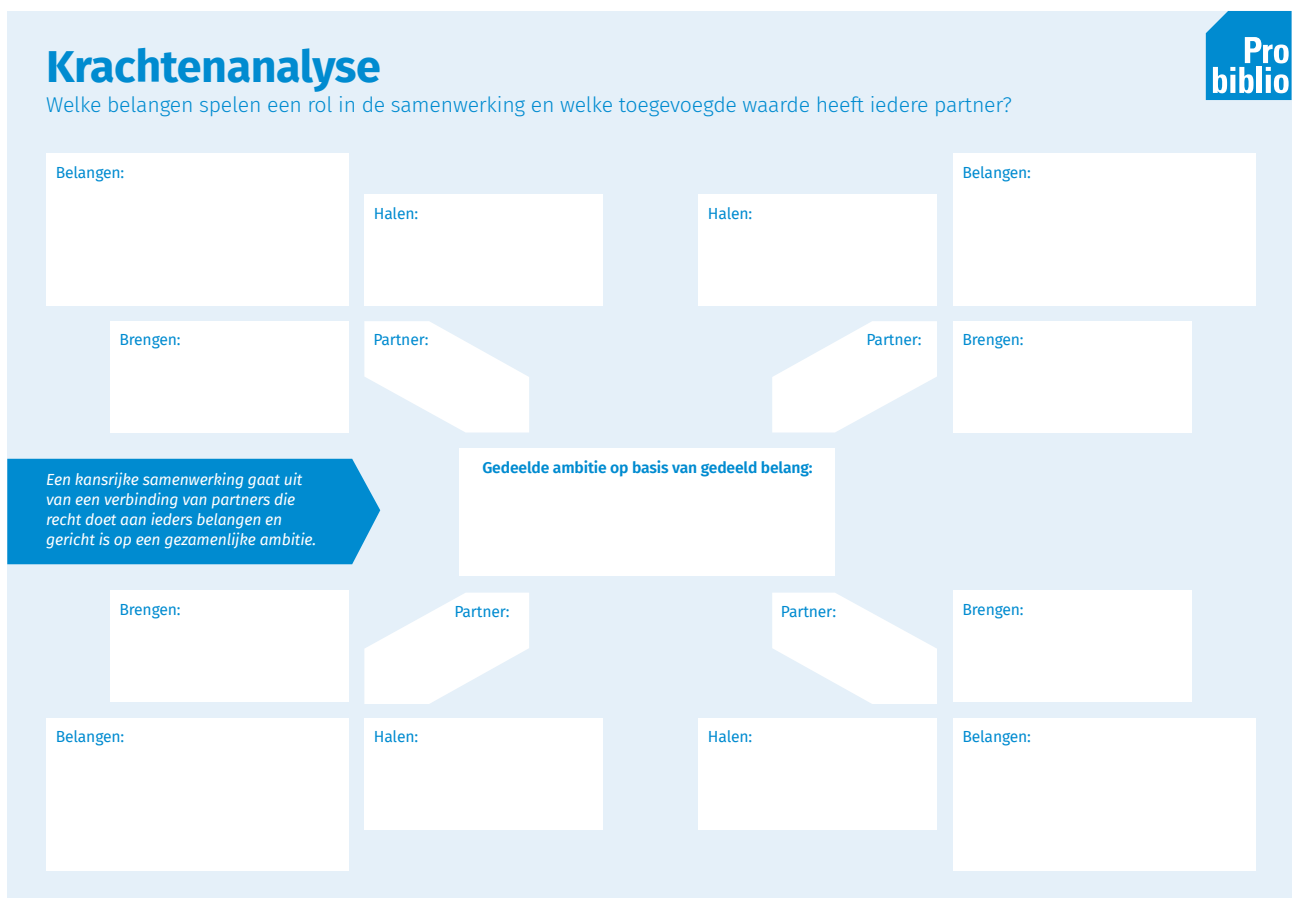 Krachtenanalyse
Welke belangen spelen een rol in de samenwerking en welke toegevoegde waarde heeft iedere partner?
Pro
biblio
Belangen:
Halen:
Halen:
Belangen:
Brengen:
Partner:
Partner:
Brengen:
Gedeelde ambitie op basis van gedeeld belang:
Een kansrijke samenwerking gaat uit
van een verbinding van partners die
recht doet aan ieders belangen en
gericht is op een gezamenlijke ambitie.
Brengen:
Partner:
Partner:
Brengen:
Belangen:
Halen:
Halen:
Belangen: